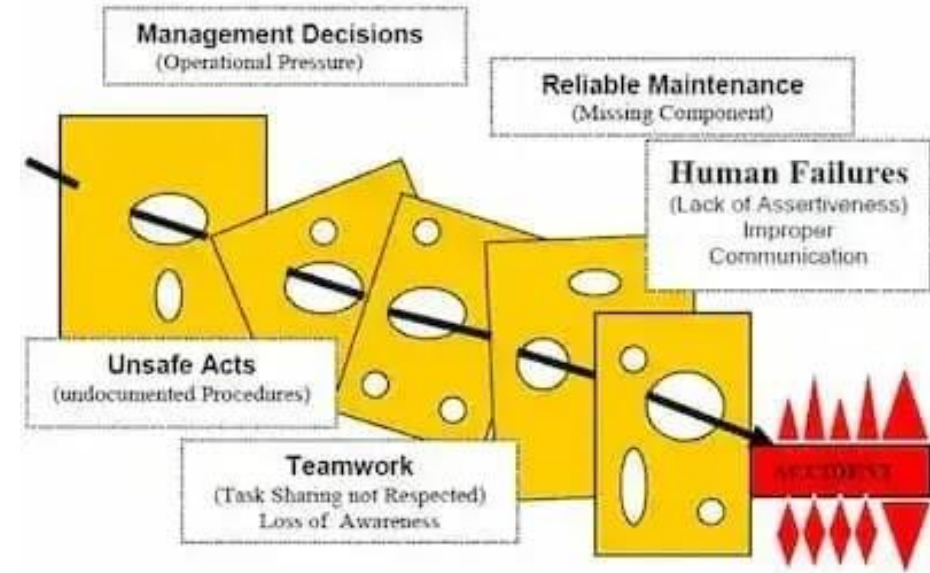 Management Decisions
(Operational Pressure)
Reliable Maintenance
(Missing Component)
Human Failures
(Lack of Assertiveness)
Improper
Communication
Unsafe Acts
(undocumented Procedures)
Teamwork
(Task Sharing not Respected)
Loss of Awareness
ACCIDENT